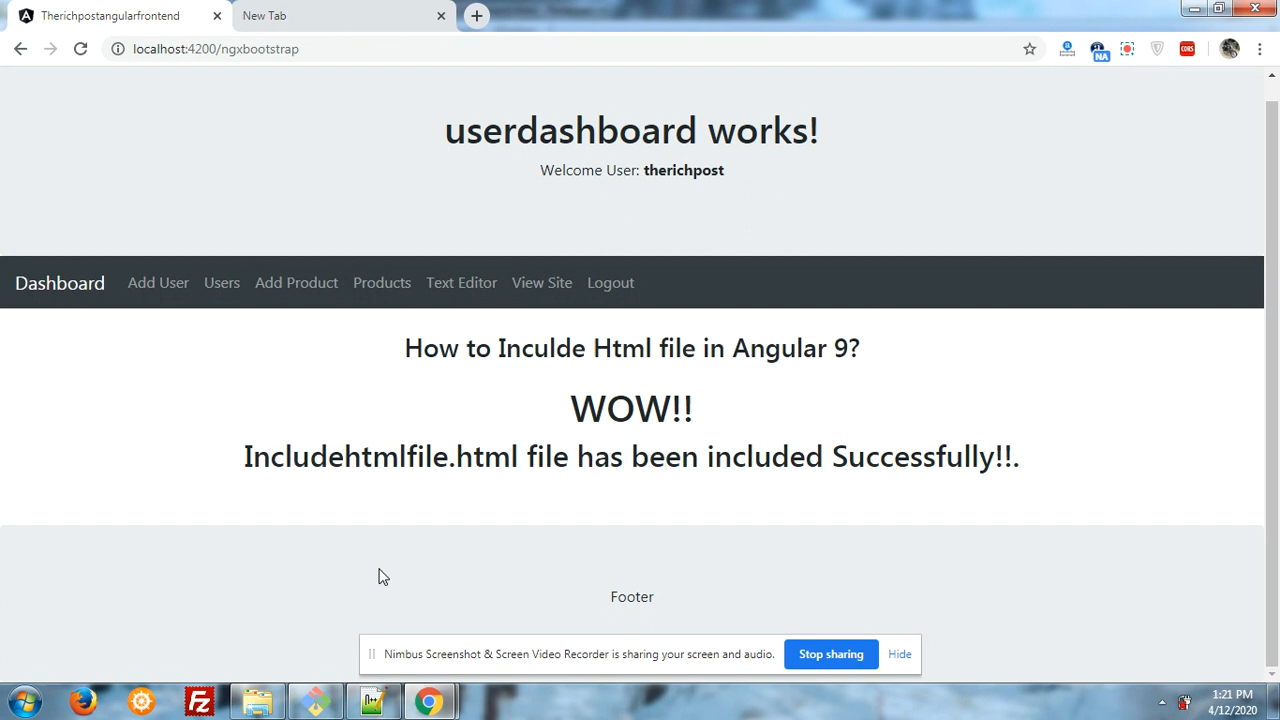 Therichpostangularfrontend
New Tab
localhost:4200/ngxbootstrap
NA
CORS
userdashboard works!
Welcome User: therichpost
Dashboard Add User Users Add Product Products Text Editor View Site Logout
How to Inculde Html file in Angular 9?
WOW!!
Includehtmlfile.html file has been included Successfully!!.
Footer
Nimbus Screenshot & Screen Video Recorder is sharing your screen and audio. Stop sharing Hide
1:21 PM
4/12/2020